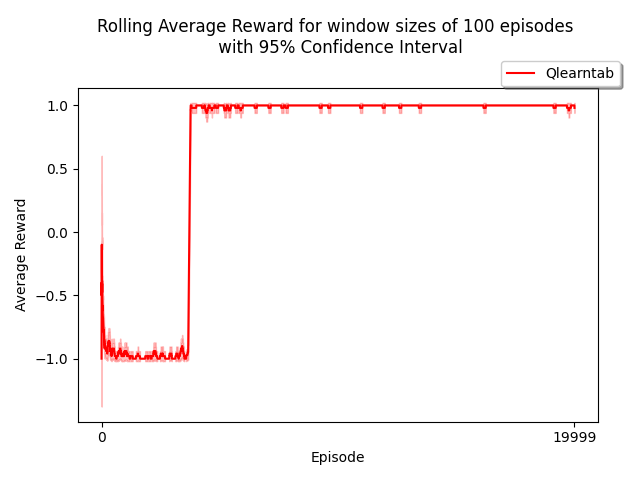 Rolling Average Reward for window sizes of 100 episodes
with 95% Confidence Interval
Qlearntab
1.0
0.5
0.0
−0.5
−1.0
Average Reward
0
19999
Episode